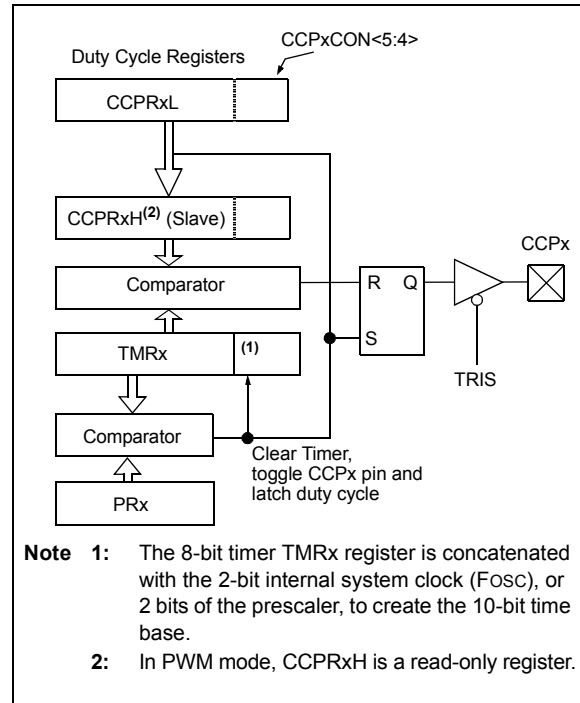 CCPxCON<5:4>
Duty Cycle Registers
CCPRxL
CCPRxH(2) (Slave)
CCPx
Comparator
R Q
TMRx (1)
S
TRIS
Comparator
Clear Timer,
toggle CCPx pin and
latch duty cycle
PRx
Note 1: The 8-bit timer TMRx register is concatenated
with the 2-bit internal system clock (FOSC), or
2 bits of the prescaler, to create the 10-bit time
base.
2: In PWM mode, CCPRxH is a read-only register.